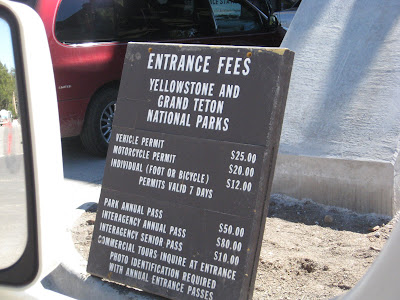 ENTRANCE FEES
YELLOWSTONE AND
GRAND TETON
NATIONAL PARKS
VEHICLE PERMIT $25.00
MOTORCYCLE PERMIT $20.00
INDIVIDUAL (FOOT OR BICYCLE) $12.00
PERMITS VALID 7 DAYS
PARK ANNUAL PASS $50.00
INTERAGENCY ANNUAL PASS $80.00
INTERAGENCY SENIOR PASS $10.00
COMMERCIAL TOURS INQUIRE AT ENTRANCE
PHOTO IDENTIFICATION REQUIRED
WITH ANNUAL ENTRANCE PASSES